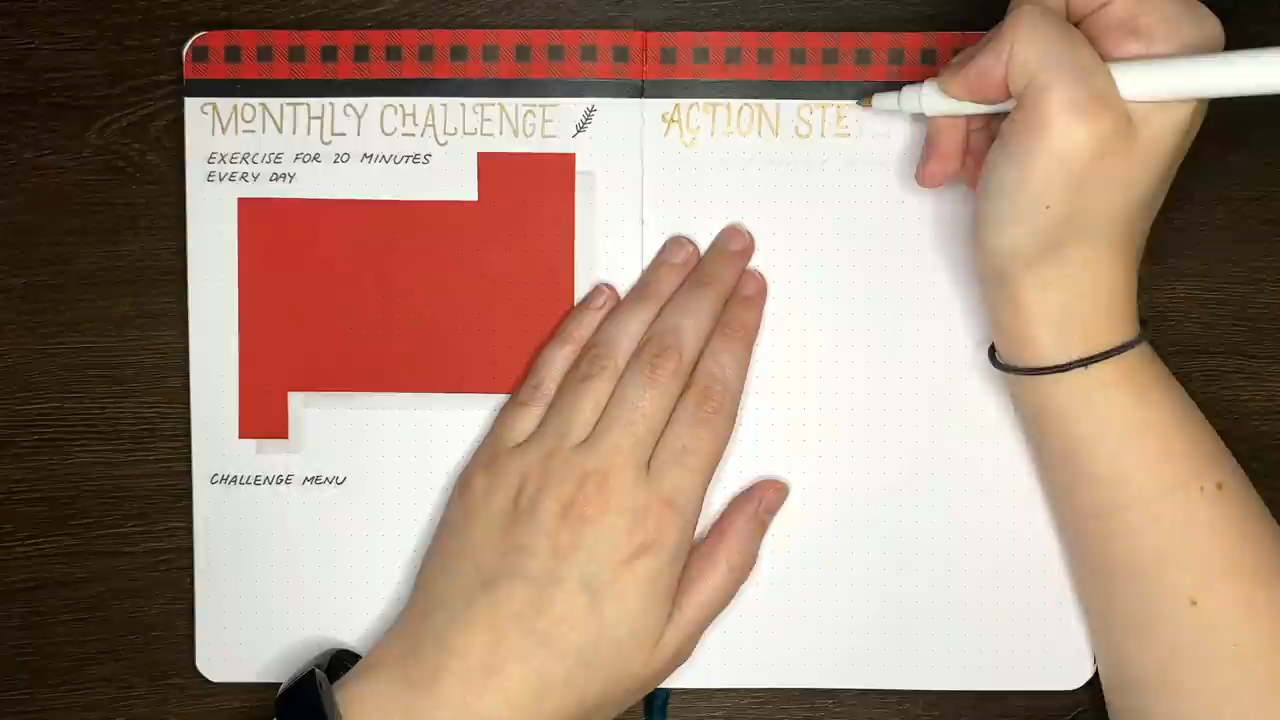 MONTHLY CHALLENGE
EXERCISE FOR 20 MINUTES
EVERY DAY
CHALLENGE MENU
ACTION STE